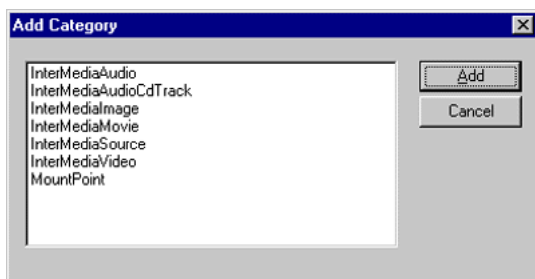 Add Category
InterMediaAudio
InterMediaAudioCdTrack
InterMediaImage
InterMediaMovie
InterMediaSource
InterMediaVideo
MountPoint
Add
Cancel